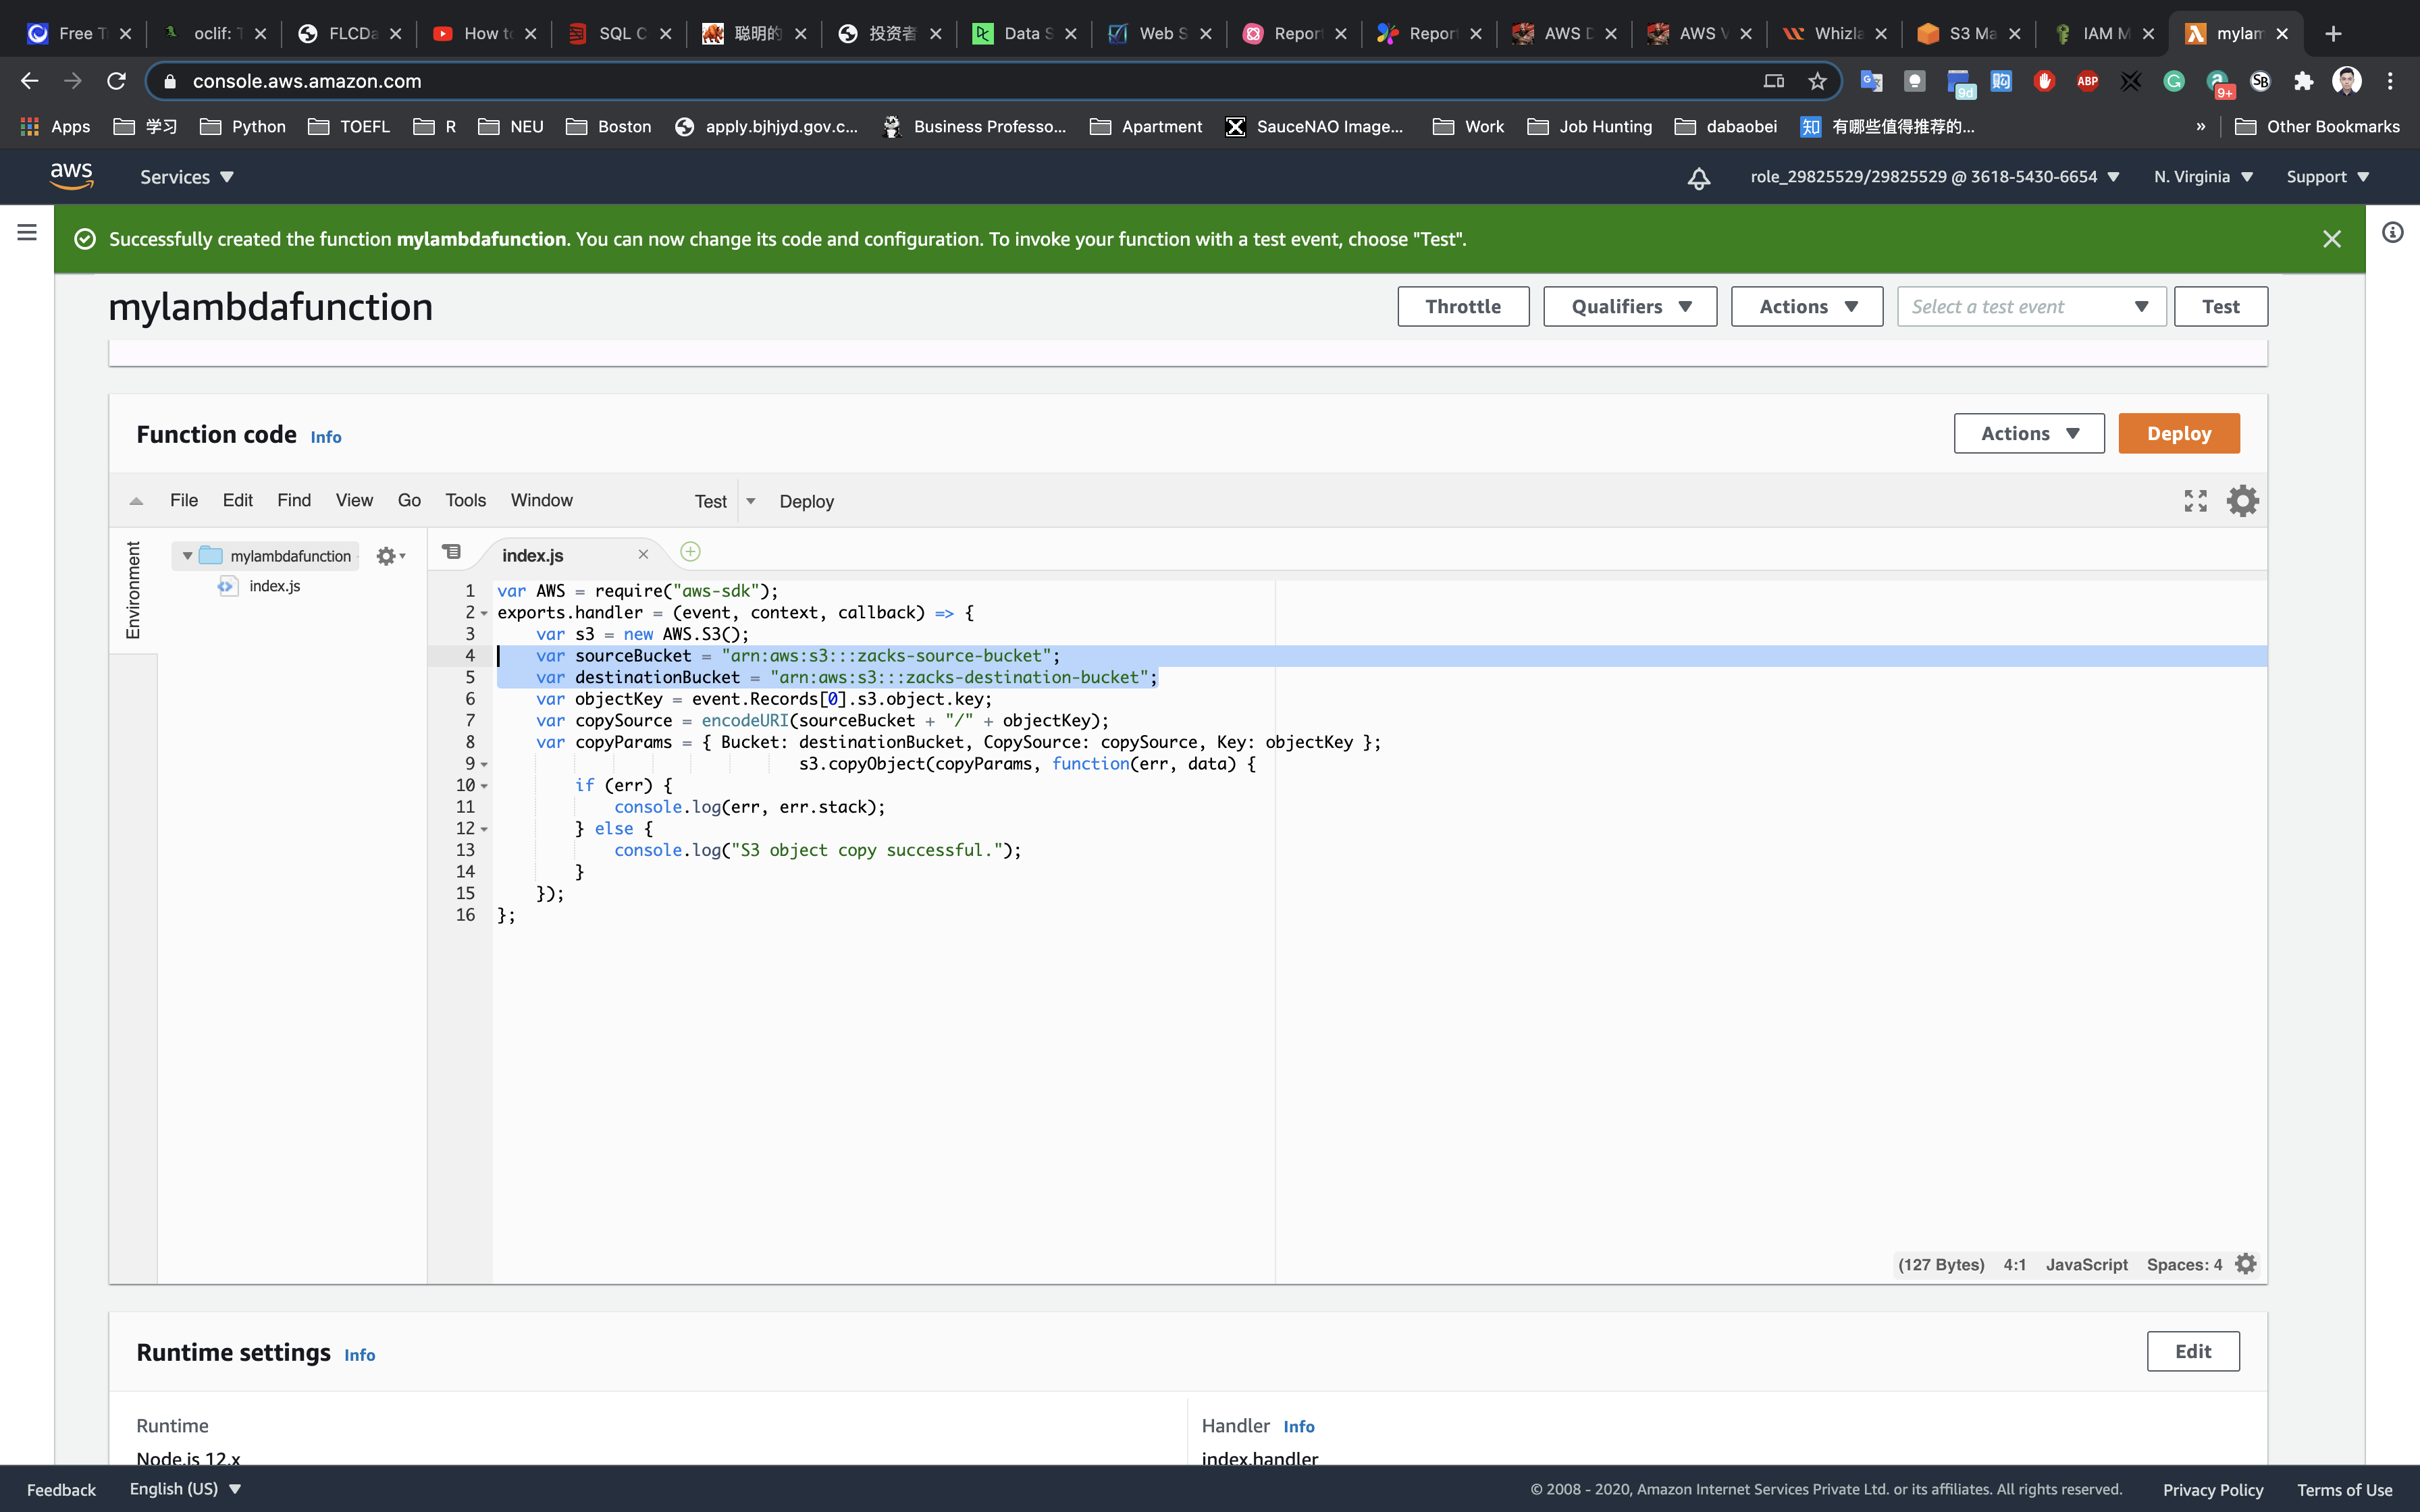 Free T
oclif: T
FLCDa
How to
SQL C
聪明的
投资者
Data S
Web S
Report
Report
AWS D
AWS V
Whizla
S3 Ma
IAM M
mylam
console.aws.amazon.com
9d
ABP
9+
SB
Apps
学习
Python
TOEFL
R
NEU
Boston
apply.bjhjyd.gov.c...
Business Professo...
Apartment
SauceNAO Image...
Work
Job Hunting
dabaobei
知 有哪些值得推荐的...
»
Other Bookmarks
aws
Services
role_29825529/29825529 @ 3618-5430-6654
N. Virginia
Support
Successfully created the function mylambdafunction. You can now change its code and configuration. To invoke your function with a test event, choose "Test".
mylambdafunction
Throttle
Qualifiers
Actions
Select a test event
Test
Function code Info
Actions
Deploy
File Edit Find View Go Tools Window
Test
Deploy
Environment
mylambdafunction
index.js
index.js
1 var AWS = require("aws-sdk");
2 exports.handler = (event, context, callback) => {
3 var s3 = new AWS.S3();
4 var sourceBucket = "arn:aws:s3:::zacks-source-bucket";
5 var destinationBucket = "arn:aws:s3:::zacks-destination-bucket";
6 var objectKey = event.Records[0].s3.object.key;
7 var copySource = encodeURI(sourceBucket + "/" + objectKey);
8 var copyParams = { Bucket: destinationBucket, CopySource: copySource, Key: objectKey };
9 s3.copyObject(copyParams, function(err, data) {
10 if (err) {
11 console.log(err, err.stack);
12 } else {
13 console.log("S3 object copy successful.");
14 }
15 });
16 };
(127 Bytes) 4:1 JavaScript Spaces: 4
Runtime settings Info
Edit
Runtime
Node.js 12.x
Handler Info
index.handler
Feedback
English (US)
© 2008 - 2020, Amazon Internet Services Private Ltd. or its affiliates. All rights reserved.
Privacy Policy
Terms of Use